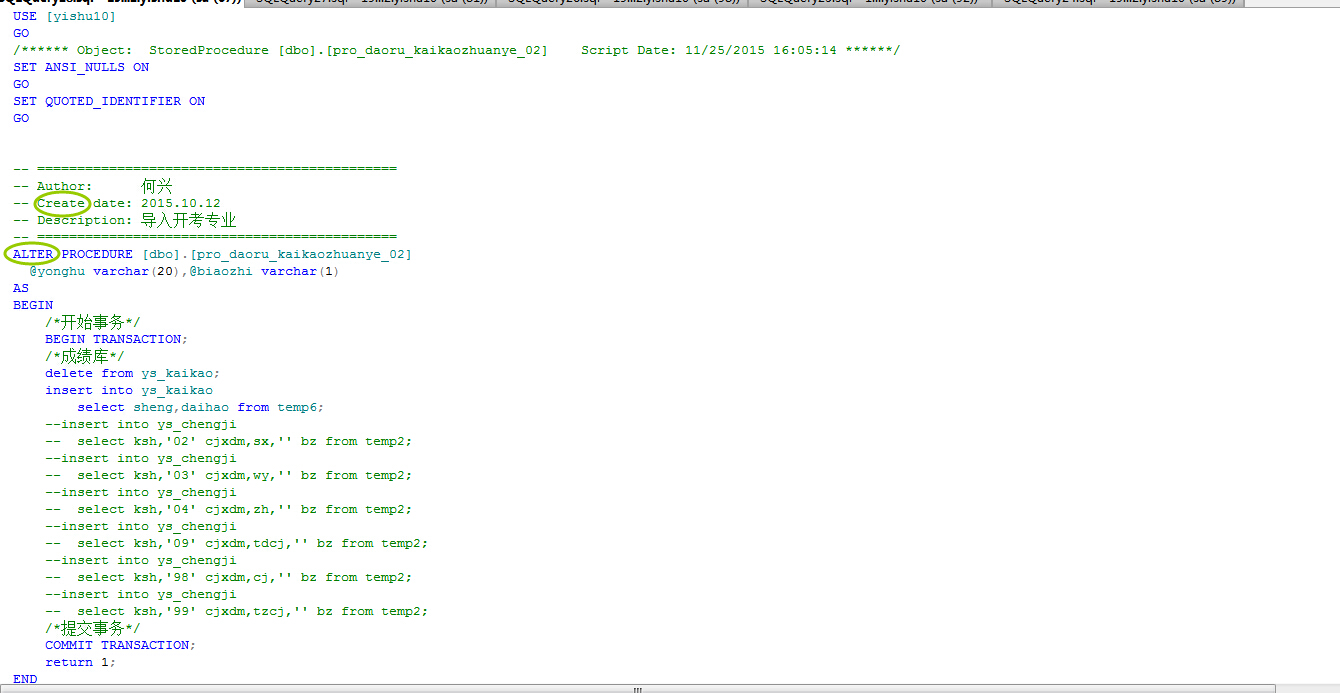 USE [yishu10]
GO
/****** Object:  StoredProcedure [dbo].[pro_daoru_kaikaozhuanye_02]    Script Date: 11/25/2015 16:05:14 ******/
SET ANSI_NULLS ON
GO
SET QUOTED_IDENTIFIER ON
GO
-- =============================================
-- Author:      何兴
-- Create date: 2015.10.12
-- Description: 导入开考专业
-- =============================================
ALTER PROCEDURE [dbo].[pro_daoru_kaikaozhuanye_02]
  @yonghu varchar(20),@biaozhi varchar(1)
AS
BEGIN
    /*开始事务*/
    BEGIN TRANSACTION;
    /*成绩库*/
    delete from ys_kaikao;
    insert into ys_kaikao
        select sheng,daihao from temp6;
    --insert into ys_chengji
    --  select ksh,'02' cjxdm,sx,'' bz from temp2;
    --insert into ys_chengji
    --  select ksh,'03' cjxdm,wy,'' bz from temp2;
    --insert into ys_chengji
    --  select ksh,'04' cjxdm,zh,'' bz from temp2;
    --insert into ys_chengji
    --  select ksh,'09' cjxdm,tdcj,'' bz from temp2;
    --insert into ys_chengji
    --  select ksh,'98' cjxdm,cj,'' bz from temp2;
    --insert into ys_chengji
    --  select ksh,'99' cjxdm,tzcj,'' bz from temp2;
    /*提交事务*/
    COMMIT TRANSACTION;
    return 1;
END